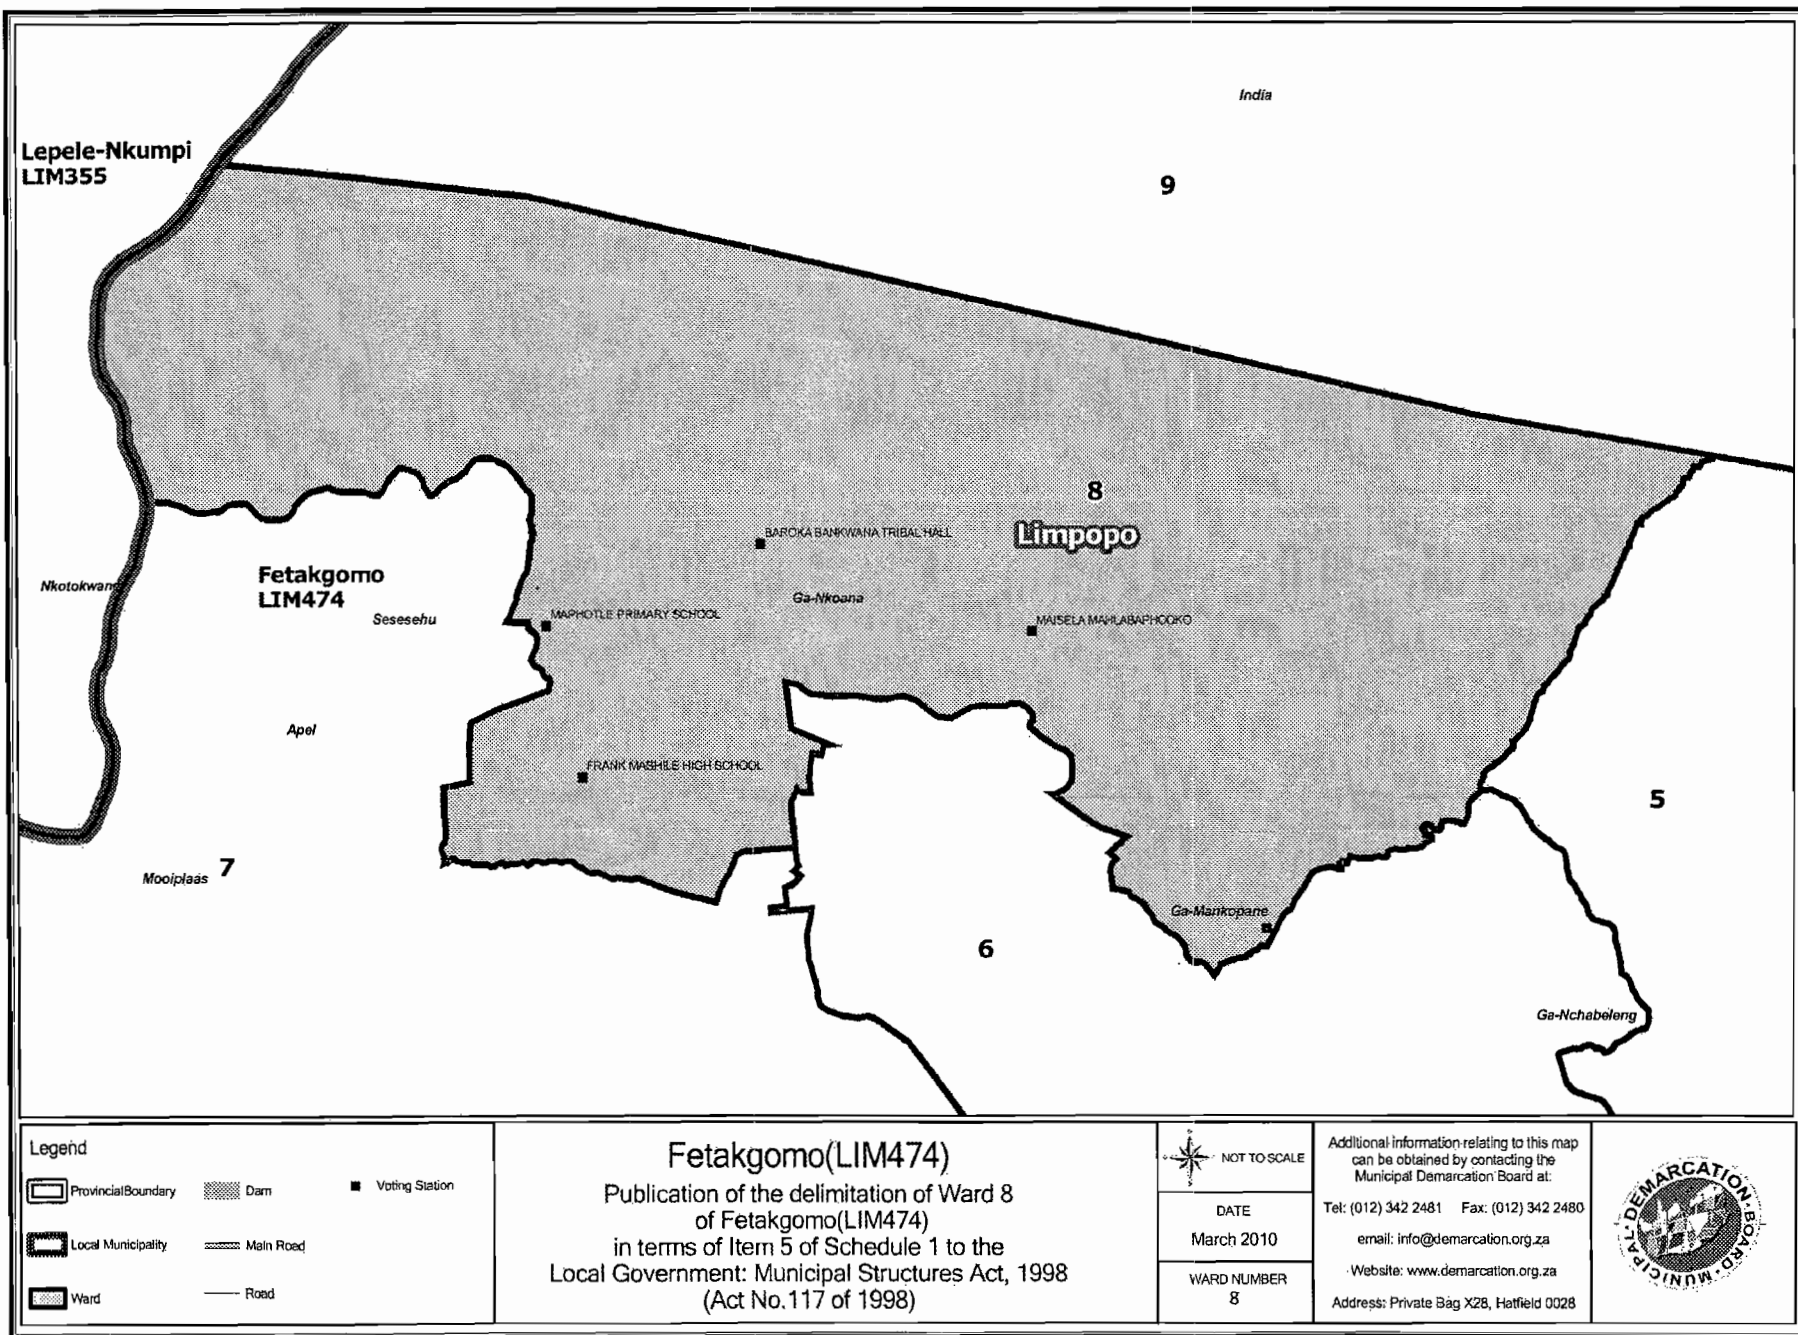 India
Lepele-Nkumpi
LIM355
9
8
Limpopo
BAROKA BANKWANA TRIBAL HALL
Fetakgomo
LIM474
Nkotokwan
Sesesehu
Ga-Nkoana
MAPHOTLE PRIMARY SCHOOL
MAISELA MAHLABAPHOOKO
Apel
FRANK MASHILE HIGH SCHOOL
5
Mooiplaas
7
Ga-Mankopane
6
Ga-Nchabeleng
Legend
ProvincialBoundary
Dam
Voting Station
Local Municipality
Main Road
Ward
Road
Fetakgomo(LIM474)
Publication of the delimitation of Ward 8
of Fetakgomo(LIM474)
in terms of Item 5 of Schedule 1 to the
Local Government: Municipal Structures Act, 1998
(Act No.117 of 1998)
NOT TO SCALE
DATE
March 2010
WARD NUMBER
8
Additional information relating to this map
can be obtained by contacting the
Municipal Demarcation Board at:
Tel: (012) 342 2481 Fax: (012) 342 2480
email: info@demarcation.org.za
Website: www.demarcation.org.za
Address: Private Bag X28, Hatfield 0028
MUNICIPAL DEMARCATION BOARD